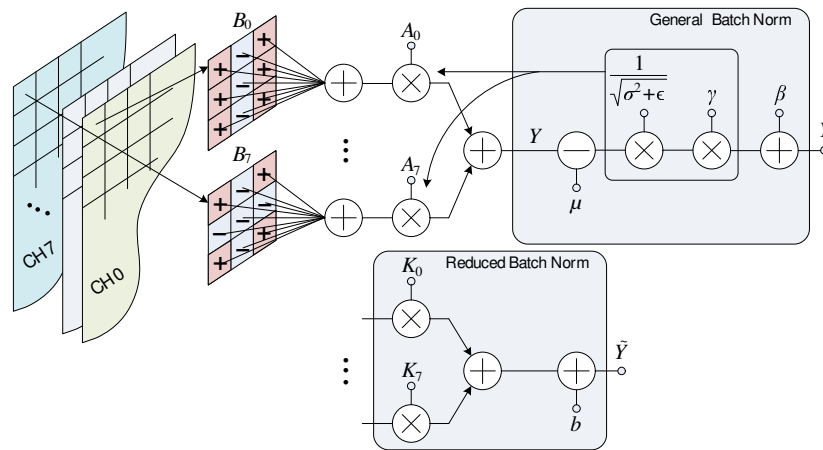 General Batch Norm
B₀
A₀
1
√σ²+ϵ
γ
β
+ − +
+ − +
+ − +
+
×
Y
−
×
×
+
+
μ
B₇
A₇
− − +
+ − −
− − +
+ −
+
×
CH7
CH0
Reduced Batch Norm
K₀
×
Ỹ
+
+
K₇
×
b